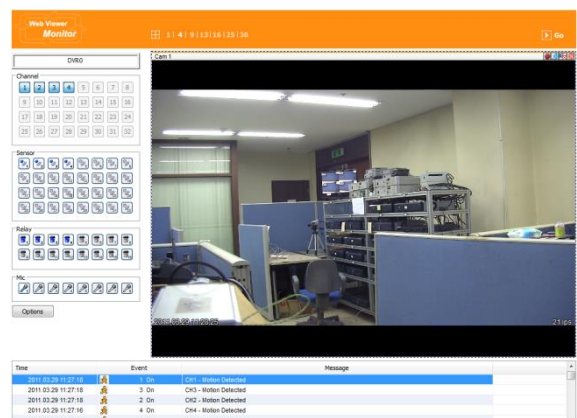 Web Viewer
Monitor
1| 4| 9|13|16|25|36
Go
DVR0
Cam 1
Channel
1 2 3 4 5 6 7 8
9 10 11 12 13 14 15 16
17 18 19 20 21 22 23 24
25 26 27 28 29 30 31 32
Sensor
Relay
Mic
Options
21ips
Time Event Message
2011.03.29 11:27:18 1 On CH1 - Motion Detected
2011.03.29 11:27:18 3 On CH3 - Motion Detected
2011.03.29 11:27:18 2 On CH2 - Motion Detected
2011.03.29 11:27:16 4 On CH4 - Motion Detected